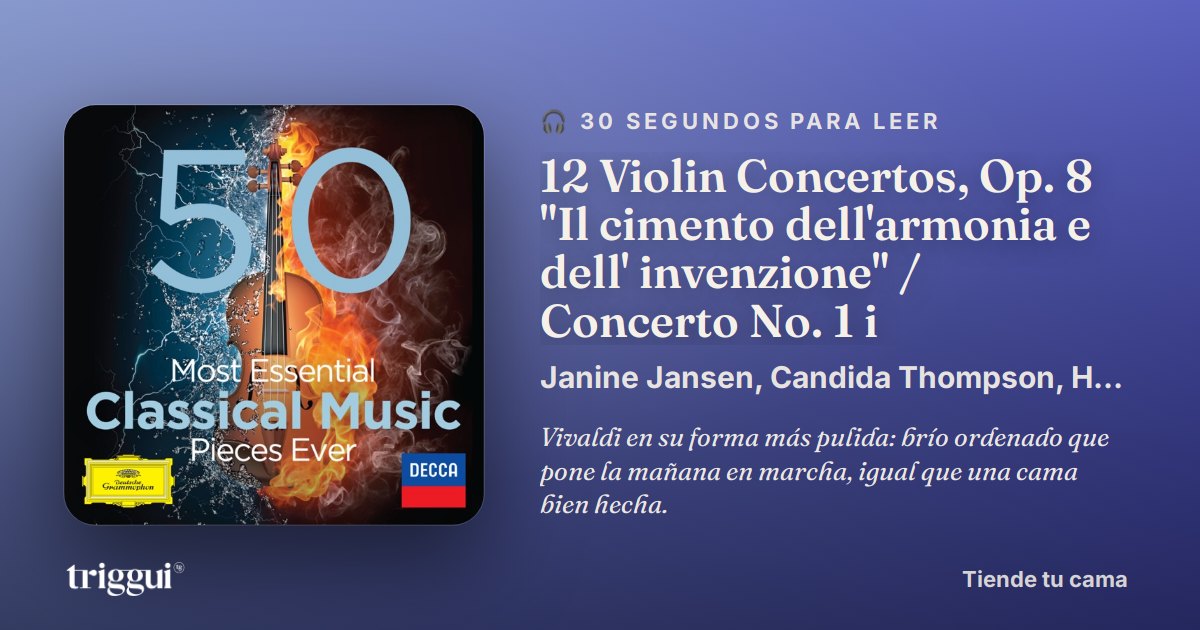 50
Most Essential
Classical Music
Pieces Ever
Deutsche
Grammophon
DECCA
30 SEGUNDOS PARA LEER
12 Violin Concertos, Op. 8
"Il cimento dell'armonia e
dell' invenzione" /
Concerto No. 1 i
Janine Jansen, Candida Thompson, H...
Vivaldi en su forma más pulida: brío ordenado que
pone la mañana en marcha, igual que una cama
bien hecha.
triggui
Tiende tu cama